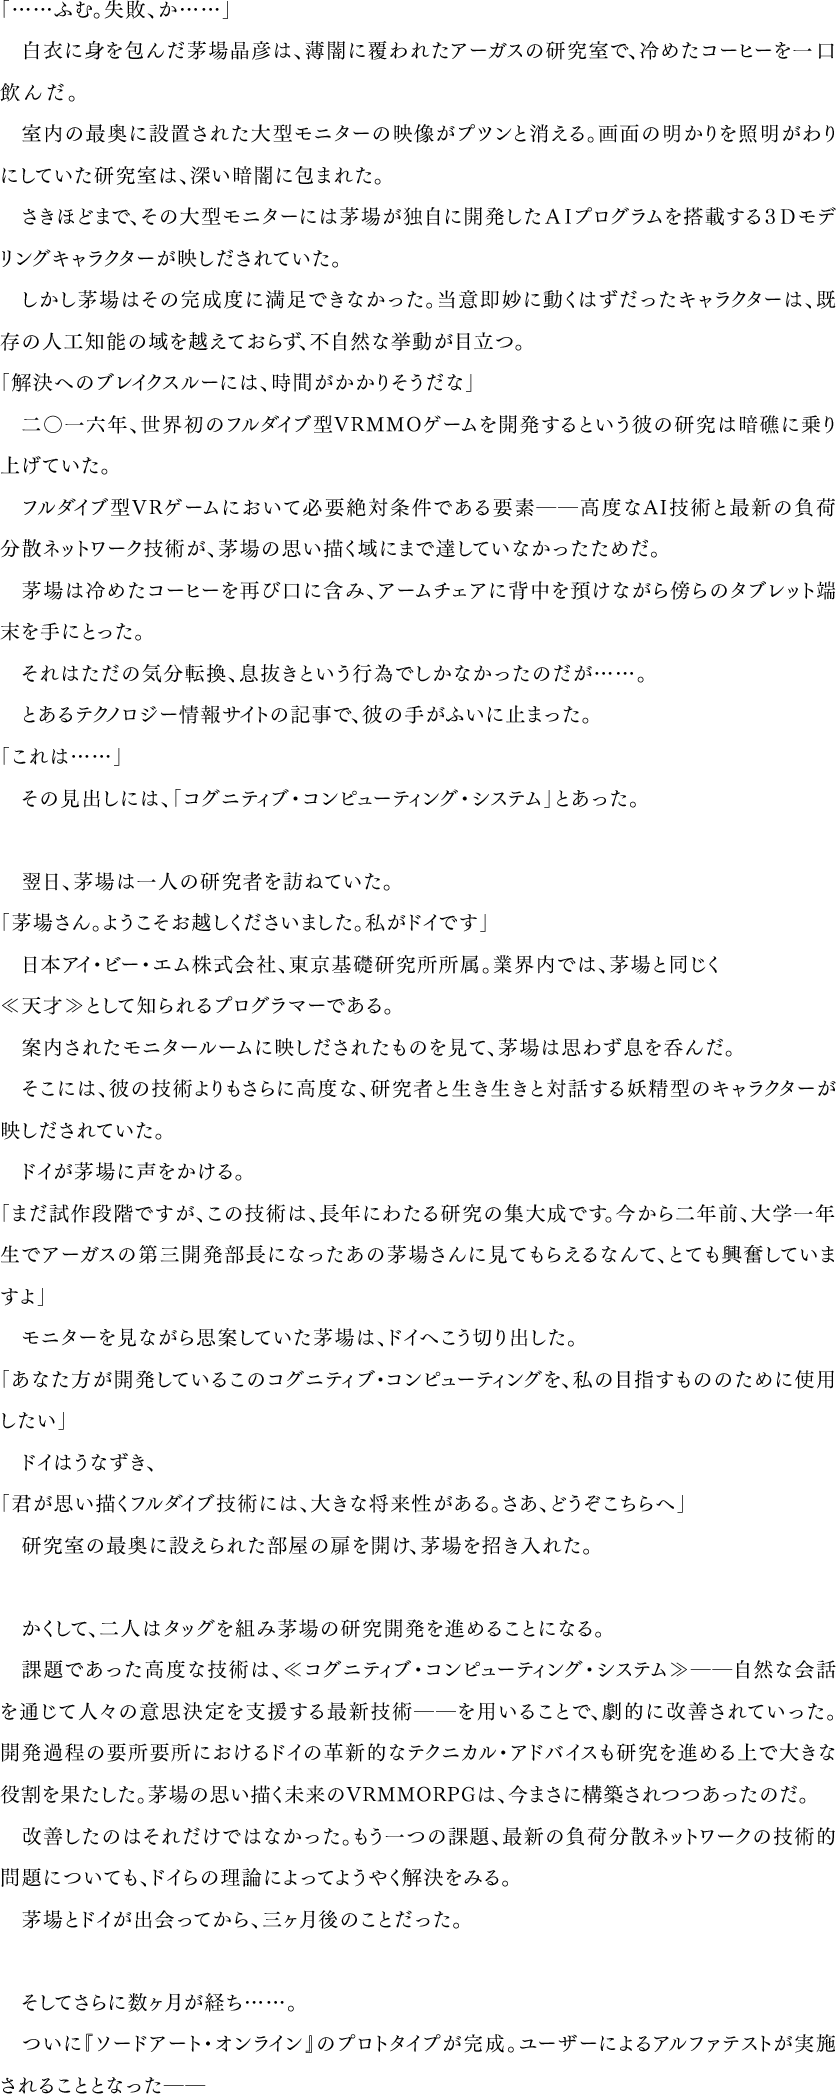 「……ふむ。失敗、か……」
　白衣に身を包んだ茅場晶彦は、薄闇に覆われたアーガスの研究室で、冷めたコーヒーを一口
飲んだ。
　室内の最奥に設置された大型モニターの映像がプツンと消える。画面の明かりを照明がわり
にしていた研究室は、深い暗闇に包まれた。
　さきほどまで、その大型モニターには茅場が独自に開発したＡＩプログラムを搭載する３Ｄモデ
リングキャラクターが映しだされていた。
　しかし茅場はその完成度に満足できなかった。当意即妙に動くはずだったキャラクターは、既
存の人工知能の域を越えておらず、不自然な挙動が目立つ。
「解決へのブレイクスルーには、時間がかかりそうだな」
　二〇一六年、世界初のフルダイブ型VRMMOゲームを開発するという彼の研究は暗礁に乗り
上げていた。
　フルダイブ型VRゲームにおいて必要絶対条件である要素──高度なAI技術と最新の負荷
分散ネットワーク技術が、茅場の思い描く域にまで達していなかったためだ。
　茅場は冷めたコーヒーを再び口に含み、アームチェアに背中を預けながら傍らのタブレット端
末を手にとった。
　それはただの気分転換、息抜きという行為でしかなかったのだが……。
　とあるテクノロジー情報サイトの記事で、彼の手がふいに止まった。
「これは……」
　その見出しには、「コグニティブ・コンピューティング・システム」とあった。

　翌日、茅場は一人の研究者を訪ねていた。
「茅場さん。ようこそお越しくださいました。私がドイです」
　日本アイ・ビー・エム株式会社、東京基礎研究所所属。業界内では、茅場と同じく
≪天才≫として知られるプログラマーである。
　案内されたモニタールームに映しだされたものを見て、茅場は思わず息を呑んだ。
　そこには、彼の技術よりもさらに高度な、研究者と生き生きと対話する妖精型のキャラクターが
映しだされていた。
　ドイが茅場に声をかける。
「まだ試作段階ですが、この技術は、長年にわたる研究の集大成です。今から二年前、大学一年
生でアーガスの第三開発部長になったあの茅場さんに見てもらえるなんて、とても興奮していま
すよ」
　モニターを見ながら思案していた茅場は、ドイへこう切り出した。
「あなた方が開発しているこのコグニティブ・コンピューティングを、私の目指すもののために使用
したい」
　ドイはうなずき、
「君が思い描くフルダイブ技術には、大きな将来性がある。さあ、どうぞこちらへ」
　研究室の最奥に設えられた部屋の扉を開け、茅場を招き入れた。

　かくして、二人はタッグを組み茅場の研究開発を進めることになる。
　課題であった高度な技術は、≪コグニティブ・コンピューティング・システム≫──自然な会話
を通じて人々の意思決定を支援する最新技術──を用いることで、劇的に改善されていった。
開発過程の要所要所におけるドイの革新的なテクニカル・アドバイスも研究を進める上で大きな
役割を果たした。茅場の思い描く未来のVRMMORPGは、今まさに構築されつつあったのだ。
　改善したのはそれだけではなかった。もう一つの課題、最新の負荷分散ネットワークの技術的
問題についても、ドイらの理論によってようやく解決をみる。
　茅場とドイが出会ってから、三ヶ月後のことだった。

　そしてさらに数ヶ月が経ち……。
　ついに『ソードアート・オンライン』のプロトタイプが完成。ユーザーによるアルファテストが実施
されることとなった──